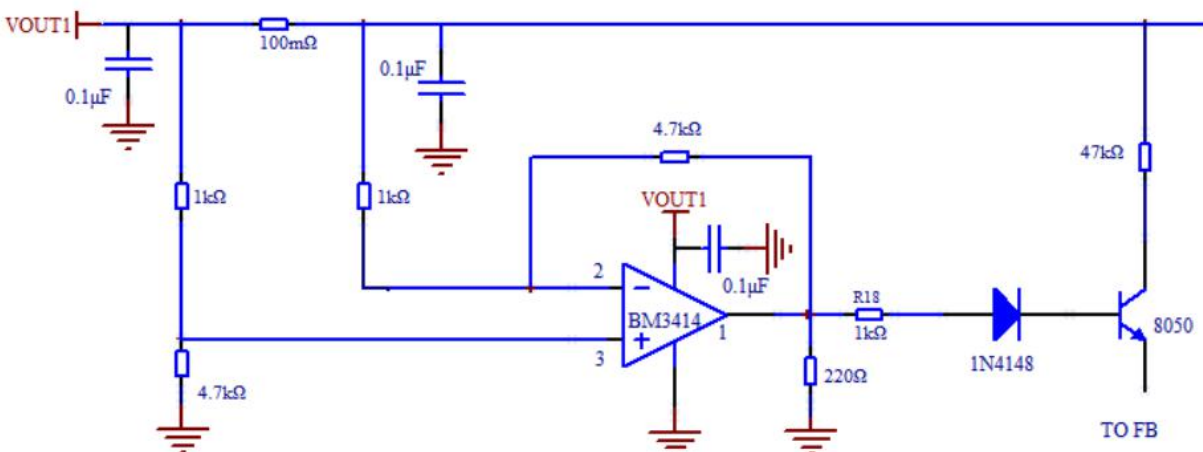 VOUT1
100mΩ
0.1μF
0.1μF
4.7kΩ
47kΩ
1kΩ
1kΩ
VOUT1
2
0.1μF
BM3414
1
3
R18
1kΩ
8050
4.7kΩ
220Ω
1N4148
TO FB